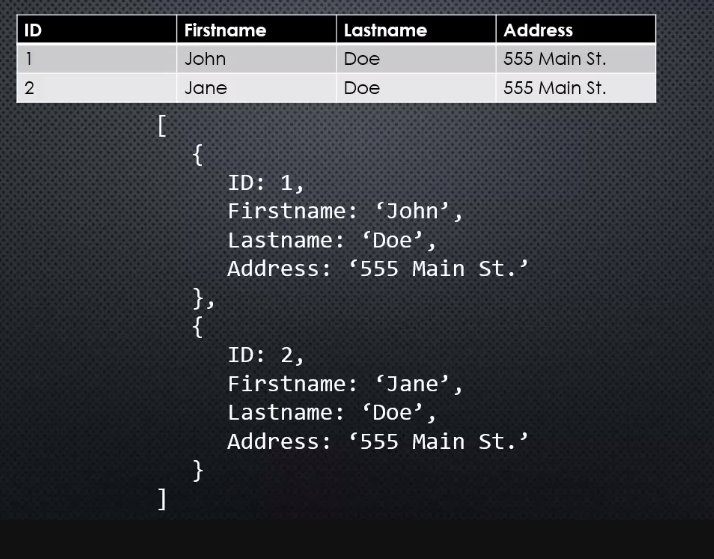 ID Firstname Lastname Address
1 John Doe 555 Main St.
2 Jane Doe 555 Main St.
[
{
ID: 1,
Firstname: ‘John’,
Lastname: ‘Doe’,
Address: ‘555 Main St.’
},
{
ID: 2,
Firstname: ‘Jane’,
Lastname: ‘Doe’,
Address: ‘555 Main St.’
}
]